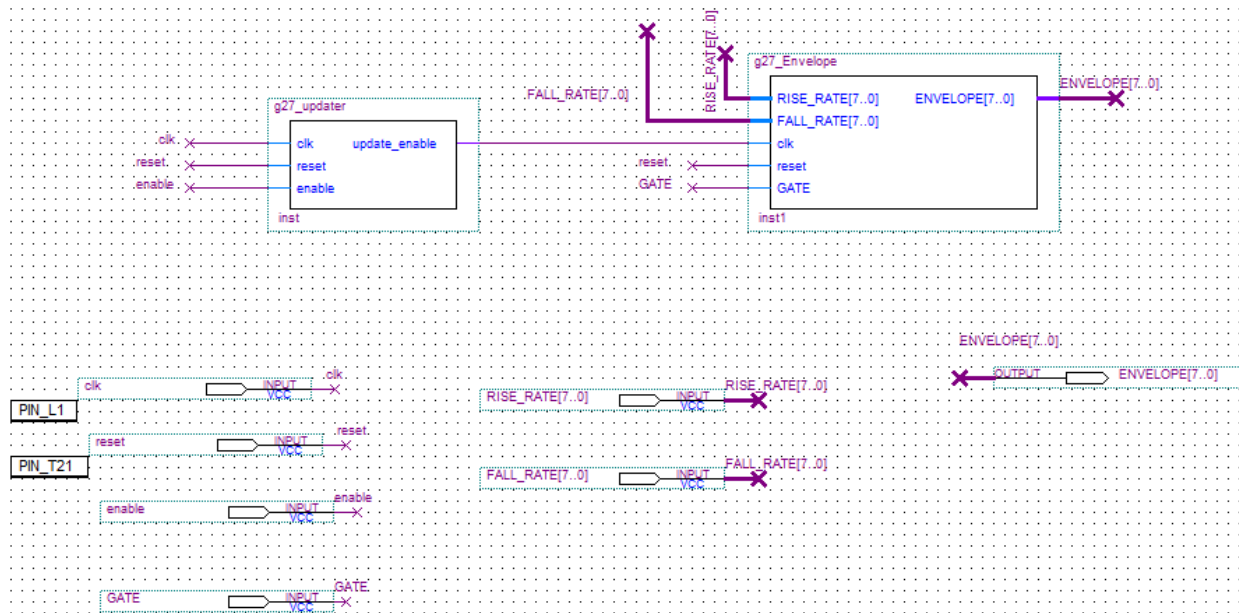 RISE_RATE[7..0]
g27_Envelope
FALL_RATE[7..0]
ENVELOPE[7..0]
RISE_RATE[7..0]
ENVELOPE[7..0]
g27_updater
FALL_RATE[7..0]
clk
clk
update_enable
clk
reset
reset
reset
reset
enable
enable
GATE
GATE
inst
inst1
ENVELOPE[7..0]
clk
OUTPUT
ENVELOPE[7..0]
clk
INPUT
VCC
RISE_RATE[7..0]
RISE_RATE[7..0]
INPUT
VCC
PIN_L1
reset
reset
INPUT
VCC
PIN_T21
FALL_RATE[7..0]
FALL_RATE[7..0]
INPUT
VCC
enable
enable
INPUT
VCC
GATE
GATE
INPUT
VCC